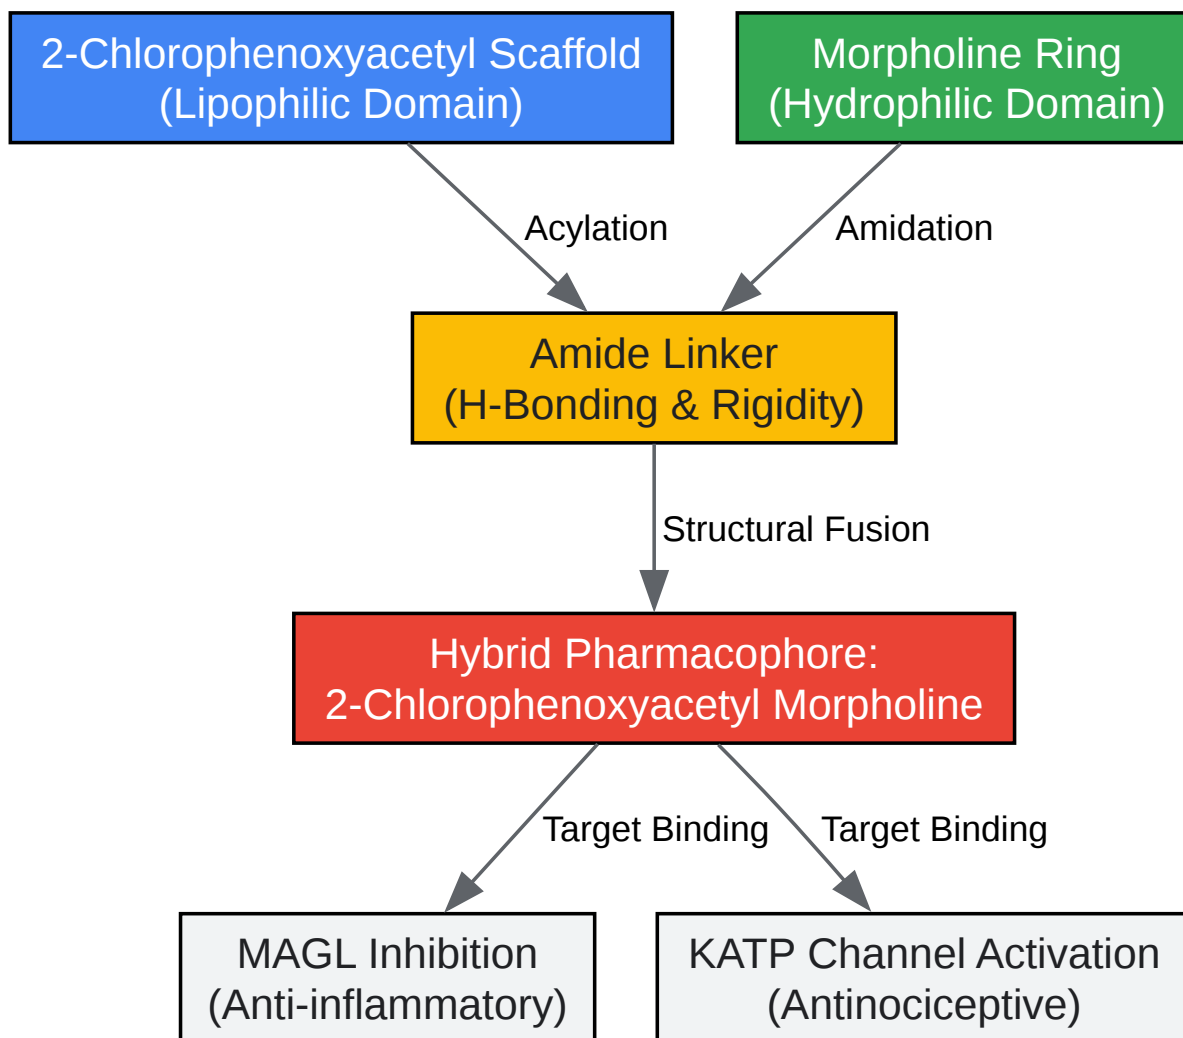 2-Chlorophenoxyacetyl Scaffold
(Lipophilic Domain)
Morpholine Ring
(Hydrophilic Domain)
Acylation
Amidation
Amide Linker
(H-Bonding & Rigidity)
Structural Fusion
Hybrid Pharmacophore:
2-Chlorophenoxyacetyl Morpholine
Target Binding
Target Binding
MAGL Inhibition
(Anti-inflammatory)
KATP Channel Activation
(Antinociceptive)